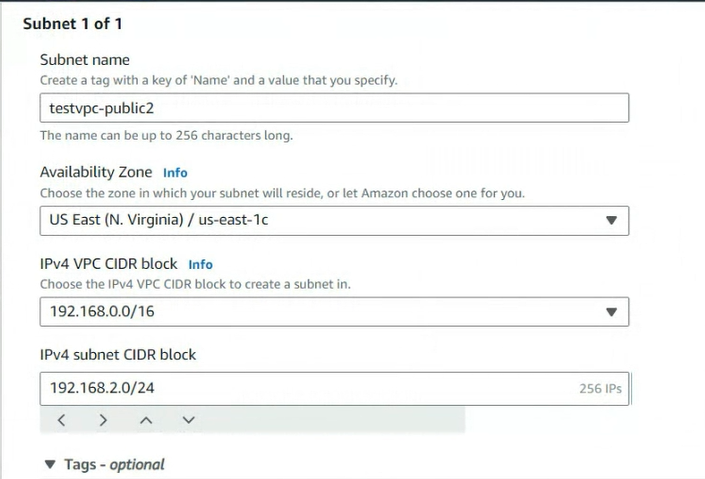 Subnet 1 of 1
Subnet name
Create a tag with a key of 'Name' and a value that you specify.
testvpc-public2
The name can be up to 256 characters long.
Availability Zone Info
Choose the zone in which your subnet will reside, or let Amazon choose one for you.
US East (N. Virginia) / us-east-1c
IPv4 VPC CIDR block Info
Choose the IPv4 VPC CIDR block to create a subnet in.
192.168.0.0/16
IPv4 subnet CIDR block
192.168.2.0/24 256 IPs
Tags - optional